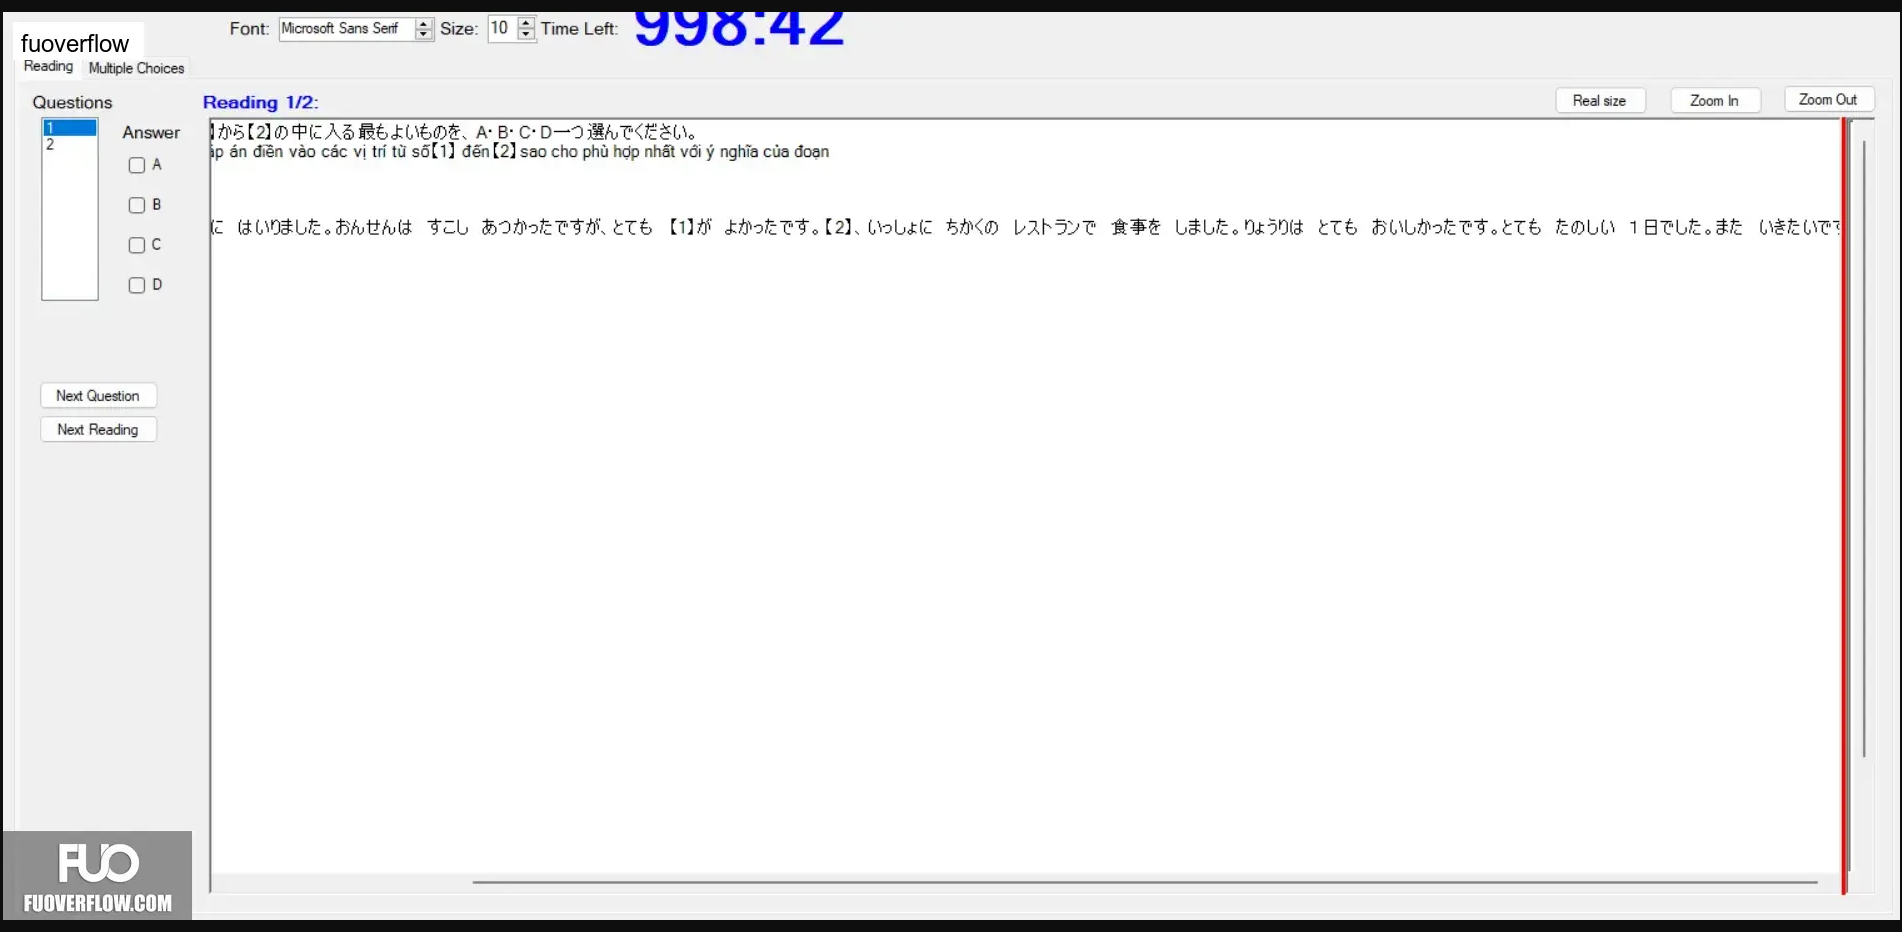 Font: Microsoft Sans Serif Size: 10 Time Left: 998:42
fuoverflow
Reading Multiple Choices
Questions
Reading 1/2:
Real size Zoom In Zoom Out
1
2
Answer
A
B
C
D
】から【2】の中に入る最もよいものを、A・B・C・D一つ選んでください。
áp án điền vào các vị trí từ số【1】 đến【2】sao cho phù hợp nhất với ý nghĩa của đoạn
に はいりました。おんせんは すこし あつかったですが、とても 【1】が よかったです。【2】、いっしょに ちかくの レストランで 食事を しました。りょうりは とても おいしかったです。とても たのしい 1日でした。また いきたいです
Next Question
Next Reading
FUO
FUOVERFLOW.COM